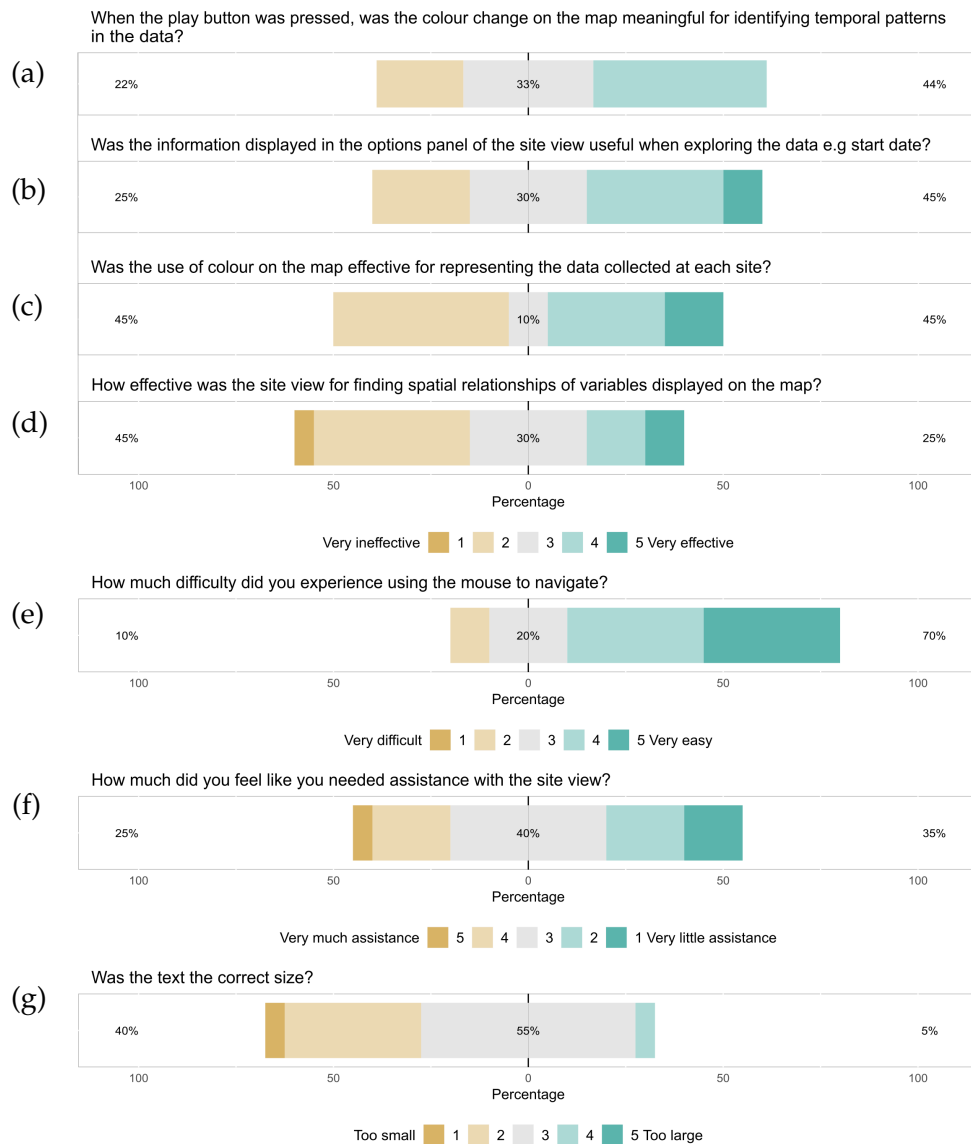 When the play button was pressed, was the colour change on the map meaningful for identifying temporal patterns
in the data?
(a)
22% 33% 44%
Was the information displayed in the options panel of the site view useful when exploring the data e.g start date?
(b)
25% 30% 45%
Was the use of colour on the map effective for representing the data collected at each site?
(c)
45% 10% 45%
How effective was the site view for finding spatial relationships of variables displayed on the map?
(d)
45% 30% 25%
100 50 0 50 100
Percentage
Very ineffective 1 2 3 4 5 Very effective
How much difficulty did you experience using the mouse to navigate?
(e)
10% 20% 70%
100 50 0 50 100
Percentage
Very difficult 1 2 3 4 5 Very easy
How much did you feel like you needed assistance with the site view?
(f)
25% 40% 35%
100 50 0 50 100
Percentage
Very much assistance 5 4 3 2 1 Very little assistance
Was the text the correct size?
(g)
40% 55% 5%
100 50 0 50 100
Percentage
Too small 1 2 3 4 5 Too large